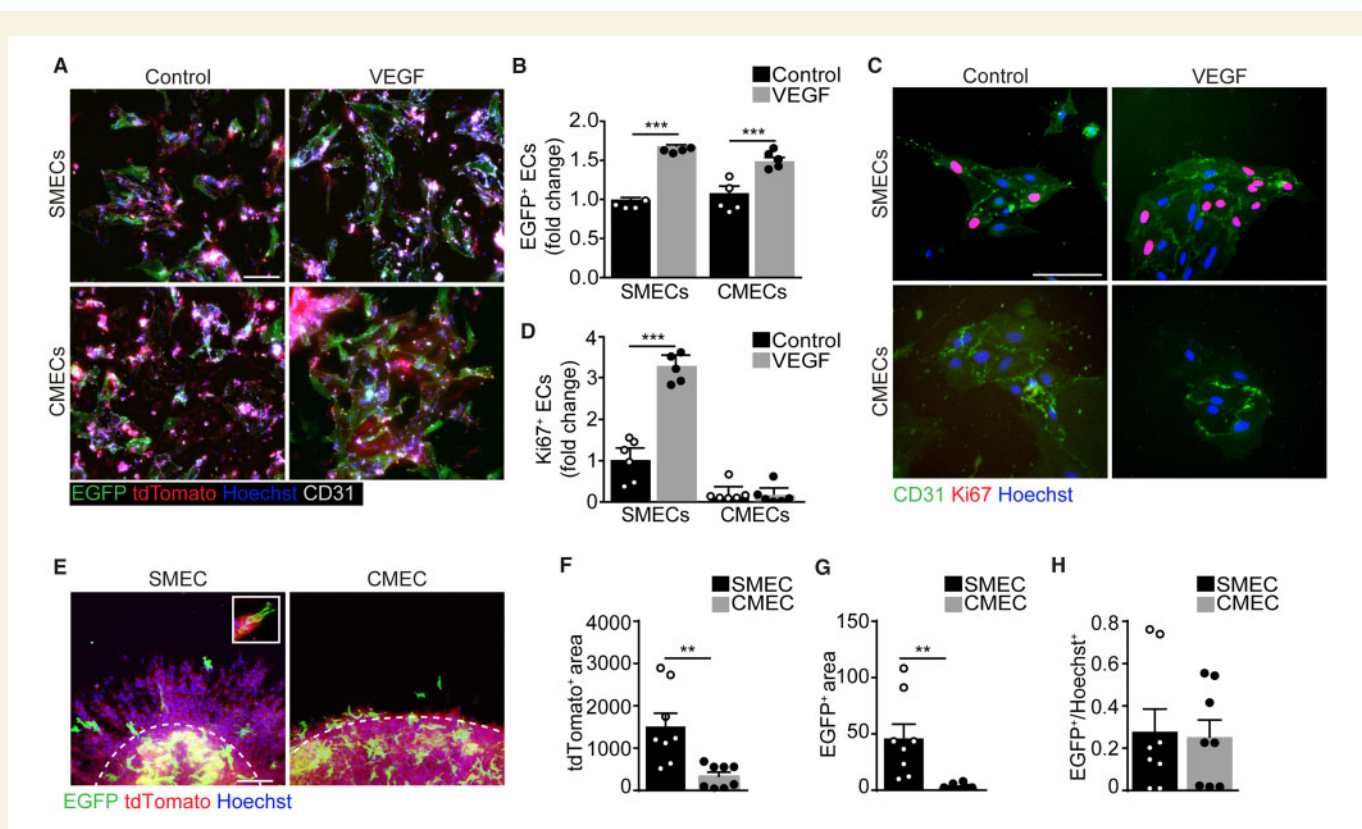 A
Control VEGF
SMECs
CMECs
EGFP tdTomato Hoechst CD31
B
Control
VEGF
EGFP⁺ ECs
(fold change)
2.0
1.5
1.0
0.5
0.0
*** ***
SMECs CMECs
C
Control VEGF
SMECs
CMECs
CD31 Ki67 Hoechst
D
Control
VEGF
Ki67⁺ ECs
(fold change)
4
3
2
1
0
***
SMECs CMECs
E
SMEC CMEC
EGFP tdTomato Hoechst
F
SMEC
CMEC
tdTomato⁺ area
4000
3000
2000
1000
0
**
G
SMEC
CMEC
EGFP⁺ area
150
100
50
0
**
H
SMEC
CMEC
EGFP⁺/Hoechst⁺
0.8
0.6
0.4
0.2
0